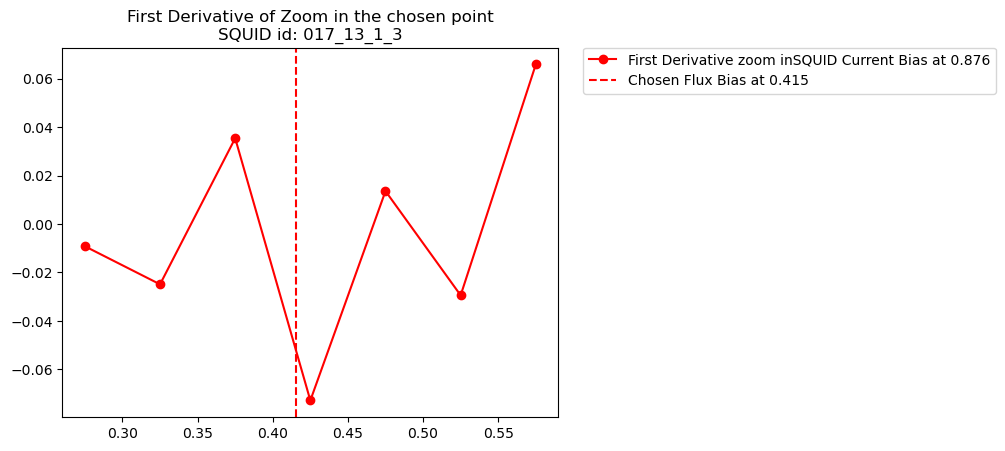 First Derivative of Zoom in the chosen point
SQUID id: 017_13_1_3
First Derivative zoom inSQUID Current Bias at 0.876
Chosen Flux Bias at 0.415
0.06
0.04
0.02
0.00
−0.02
−0.04
−0.06
0.30 0.35 0.40 0.45 0.50 0.55